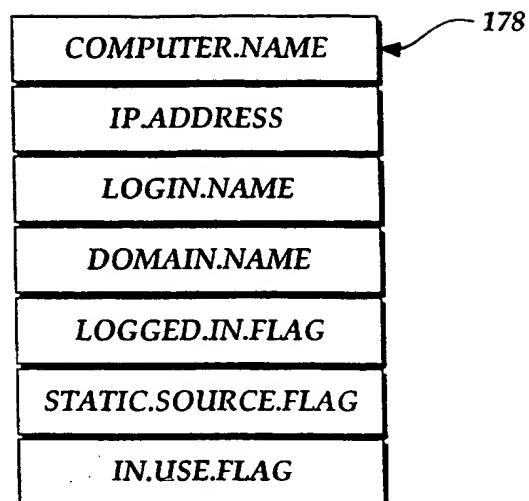 178
COMPUTER.NAME
IP.ADDRESS
LOGIN.NAME
DOMAIN.NAME
LOGGED.IN.FLAG
STATIC.SOURCE.FLAG
IN.USE.FLAG